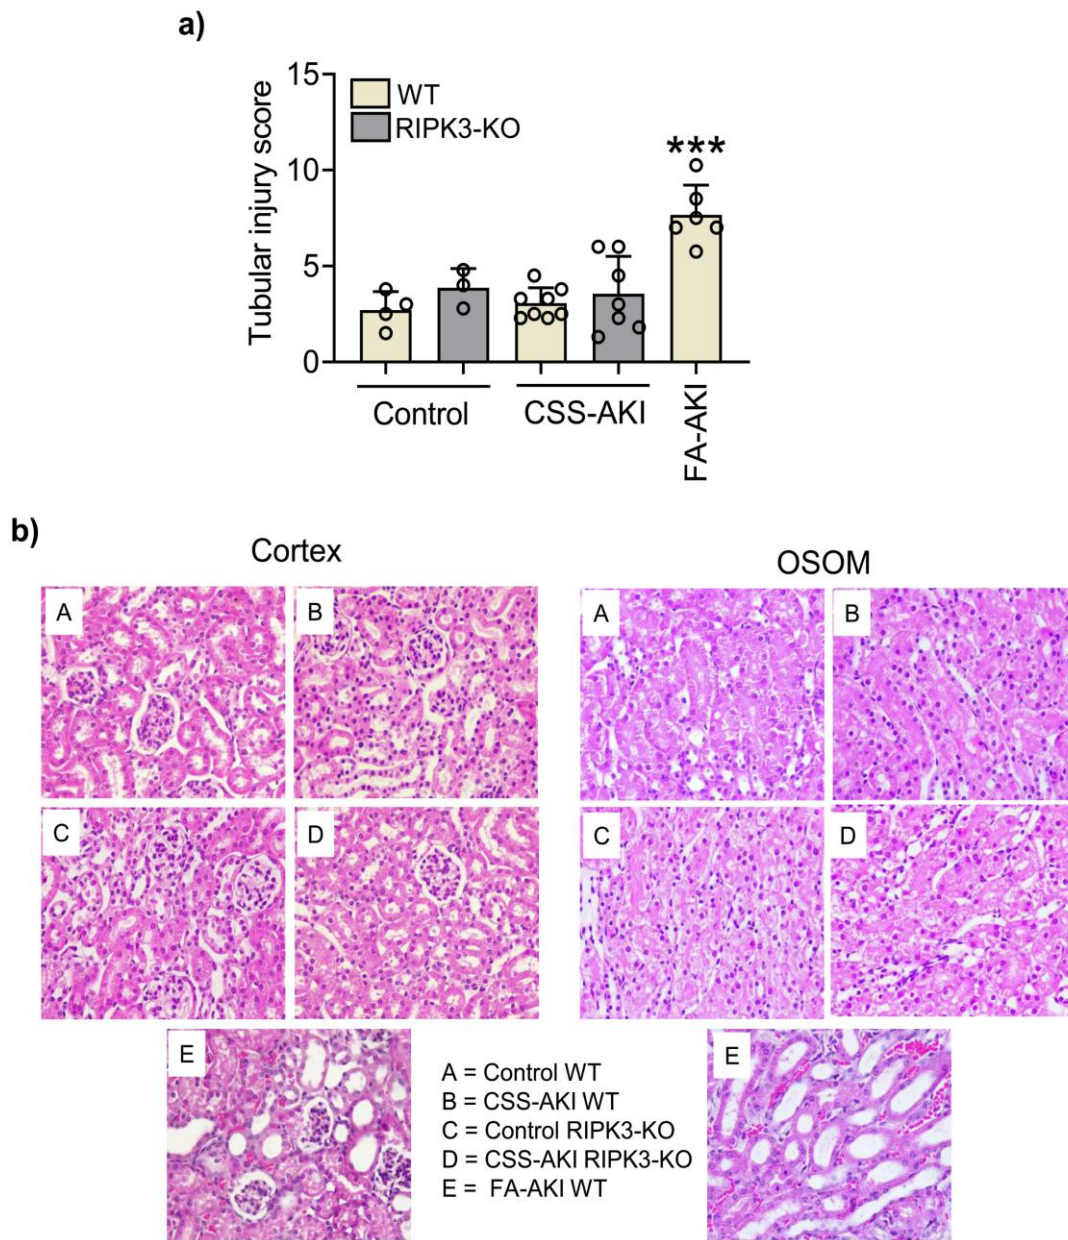 a)
15
10
5
0
Tubular injury score
WT
RIPK3-KO
***
Control
CSS-AKI
FA-AKI
b)
Cortex
OSOM
A
B
A
B
C
D
C
D
E
E
A = Control WT
B = CSS-AKI WT
C = Control RIPK3-KO
D = CSS-AKI RIPK3-KO
E = FA-AKI WT